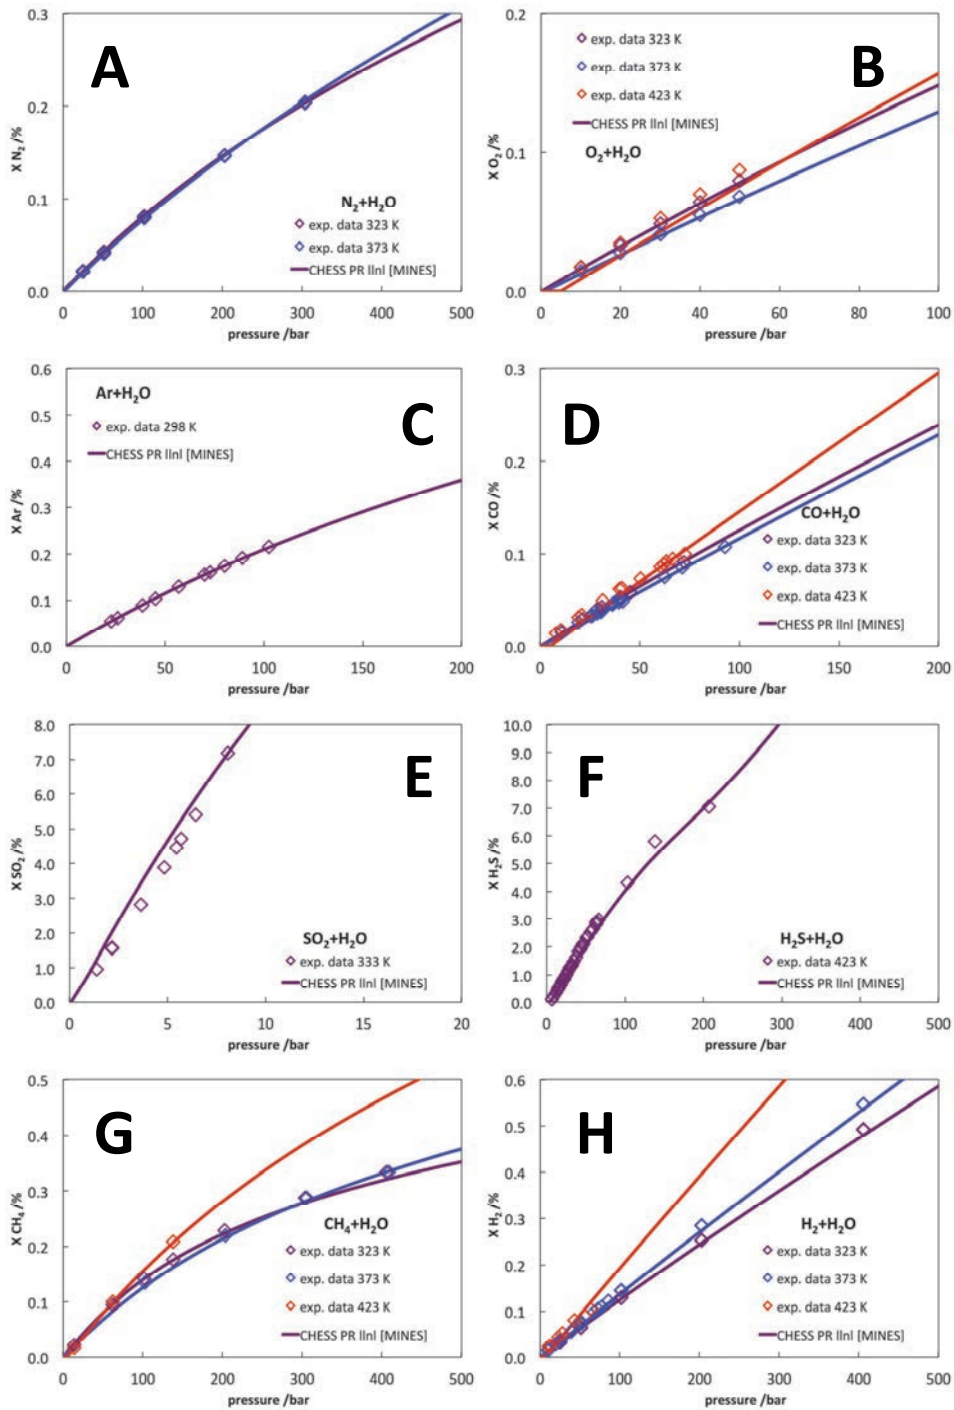 A
0.3
0.2
0.1
0.0
X N₂ /%
N₂+H₂O
exp. data 323 K
exp. data 373 K
CHESS PR llnl [MINES]
0 100 200 300 400 500
pressure /bar
B
0.2
0.1
0.0
X O₂ /%
exp. data 323 K
exp. data 373 K
exp. data 423 K
CHESS PR llnl [MINES]
O₂+H₂O
0 20 40 60 80 100
pressure /bar
C
0.6
0.5
0.4
0.3
0.2
0.1
0.0
X Ar /%
Ar+H₂O
exp. data 298 K
CHESS PR llnl [MINES]
0 50 100 150 200
pressure /bar
D
0.3
0.2
0.1
0.0
X CO /%
CO+H₂O
exp. data 323 K
exp. data 373 K
exp. data 423 K
CHESS PR llnl [MINES]
0 50 100 150 200
pressure /bar
E
8.0
7.0
6.0
5.0
4.0
3.0
2.0
1.0
0.0
X SO₂ /%
SO₂+H₂O
exp. data 333 K
CHESS PR llnl [MINES]
0 5 10 15 20
pressure /bar
F
10.0
9.0
8.0
7.0
6.0
5.0
4.0
3.0
2.0
1.0
0.0
X H₂S /%
H₂S+H₂O
exp. data 423 K
CHESS PR llnl [MINES]
0 100 200 300 400 500
pressure /bar
G
0.5
0.4
0.3
0.2
0.1
0.0
X CH₄ /%
CH₄+H₂O
exp. data 323 K
exp. data 373 K
exp. data 423 K
CHESS PR llnl [MINES]
0 100 200 300 400 500
pressure /bar
H
0.6
0.5
0.4
0.3
0.2
0.1
0.0
X H₂ /%
H₂+H₂O
exp. data 323 K
exp. data 373 K
exp. data 423 K
CHESS PR llnl [MINES]
0 100 200 300 400 500
pressure /bar